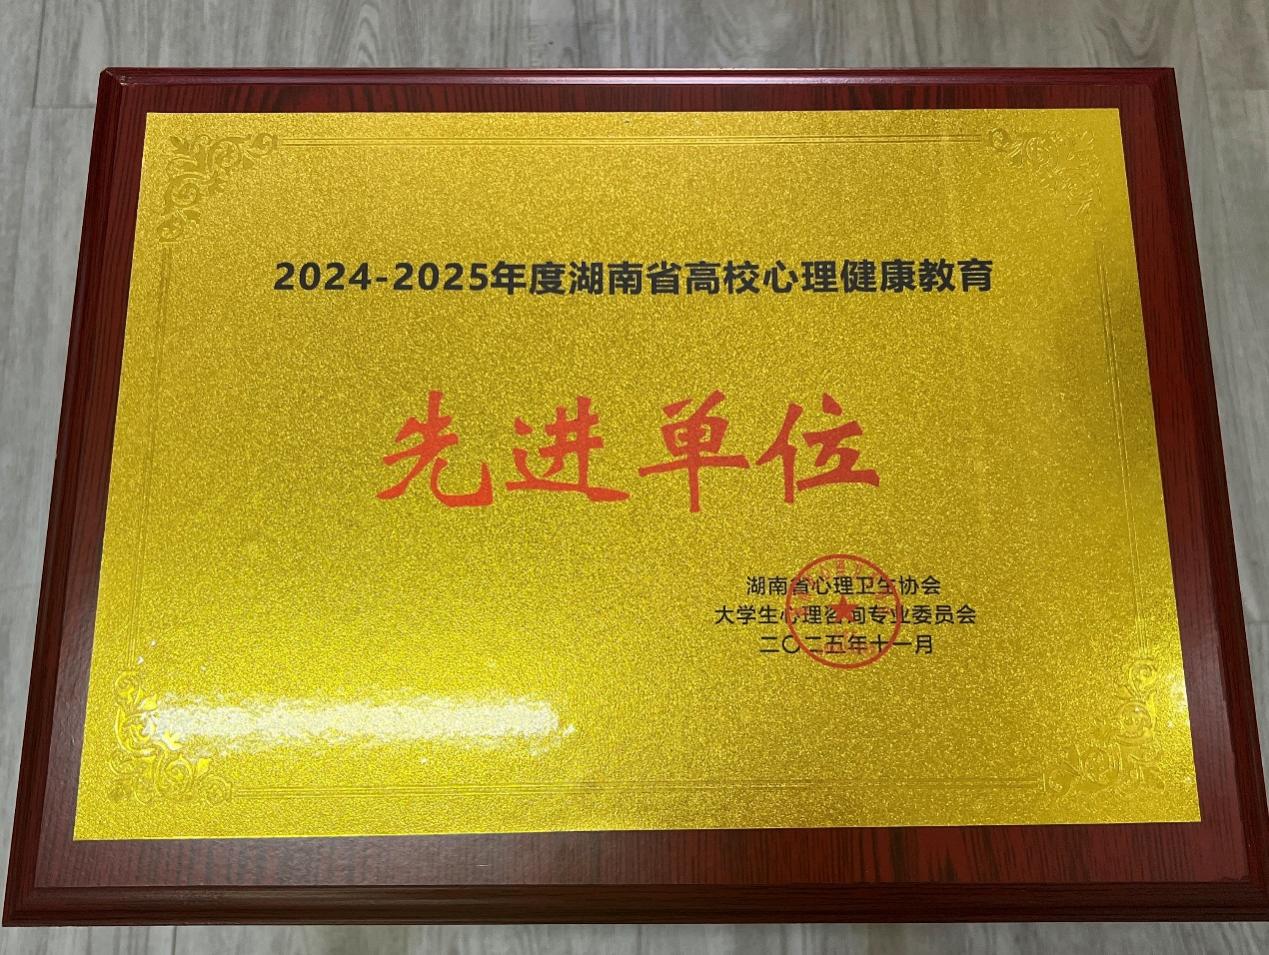 2024-2025年度湖南省高校心理健康教育
先进单位
湖南省心理卫生协会
大学生心理咨询专业委员会
二〇二五年十一月